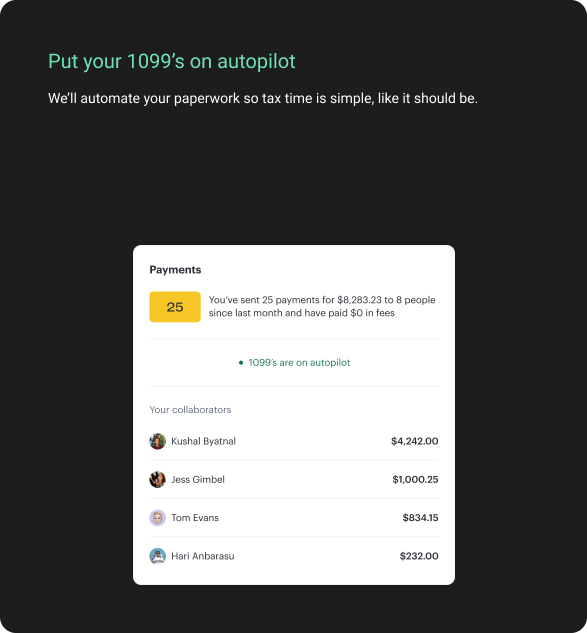 Put your 1099’s on autopilot
We’ll automate your paperwork so tax time is simple, like it should be.
Payments
25
You’ve sent 25 payments for $8,283.23 to 8 people
since last month and have paid $0 in fees
1099’s are on autopilot
Your collaborators
Kushal Byatnal $4,242.00
Jess Gimbel $1,000.25
Tom Evans $834.15
Hari Anbarasu $232.00